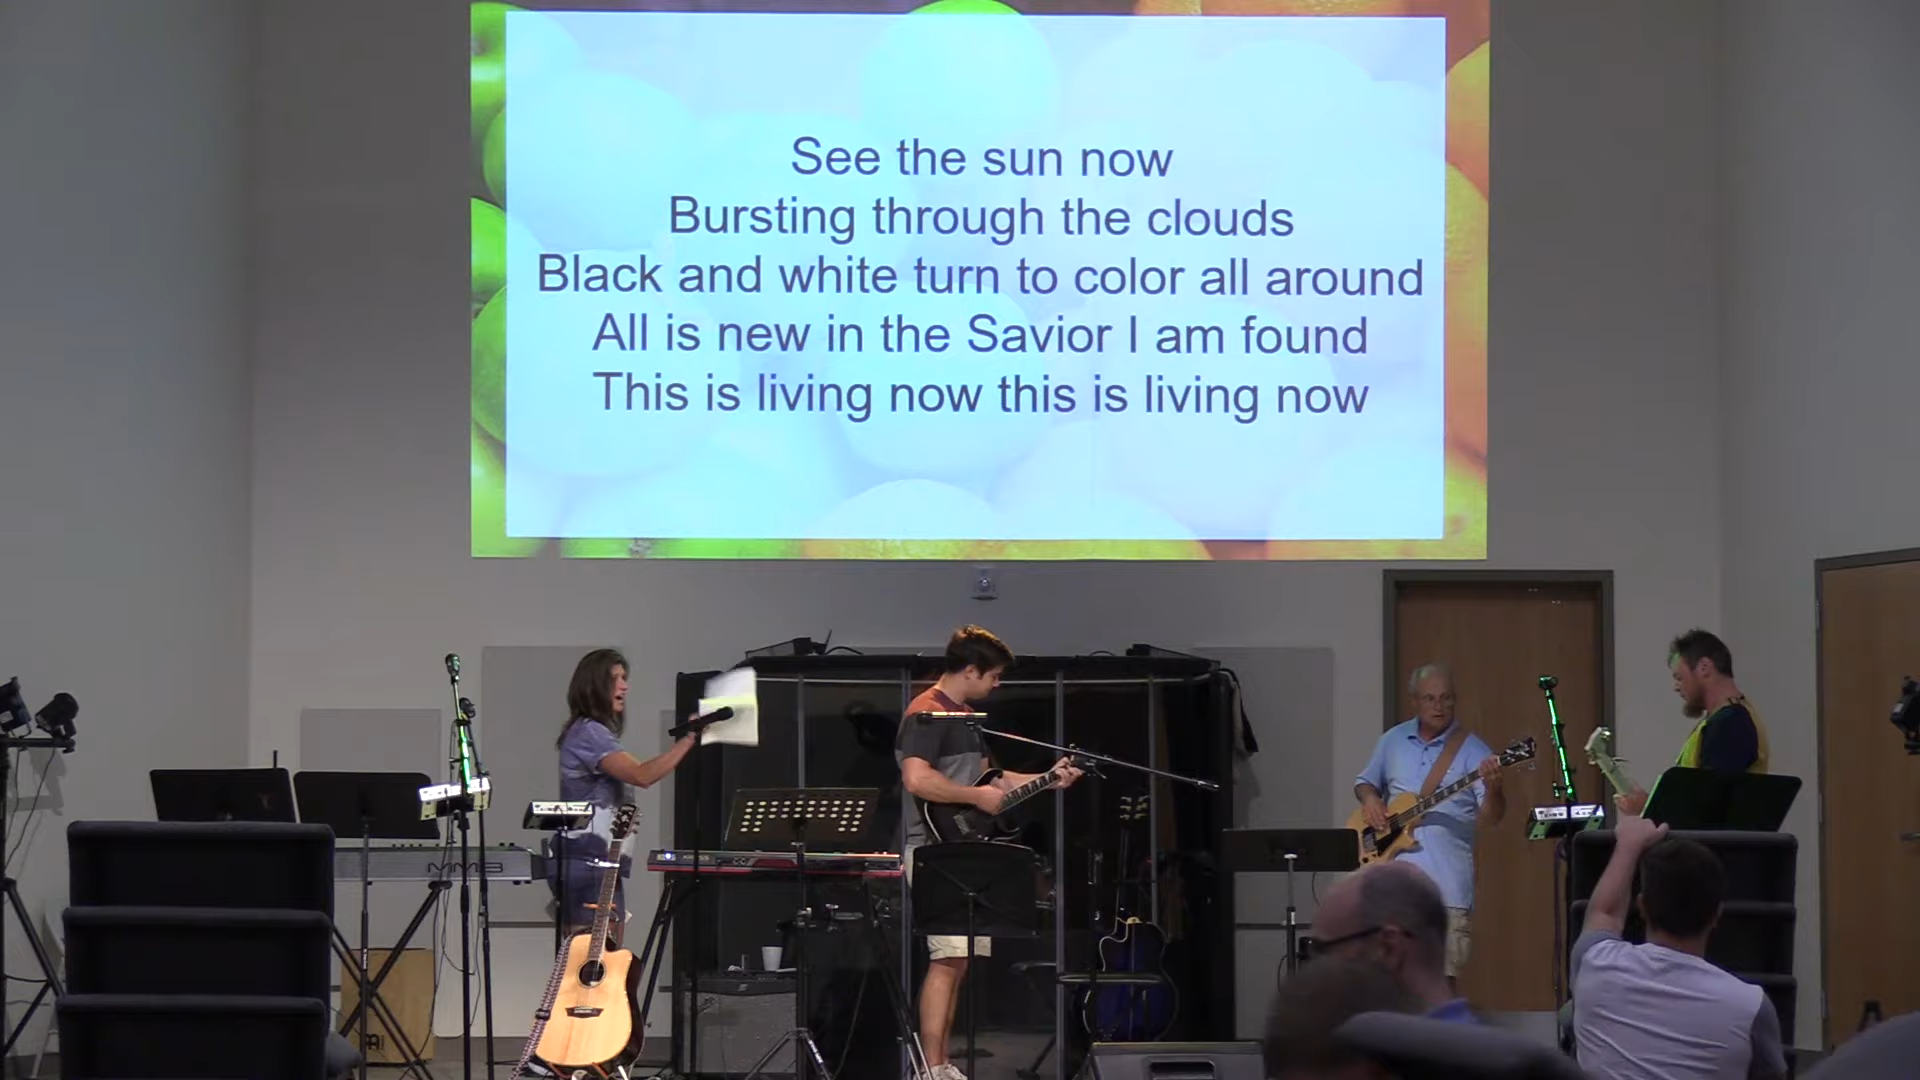 See the sun now
Bursting through the clouds
Black and white turn to color all around
All is new in the Savior I am found
This is living now this is living now
MM8